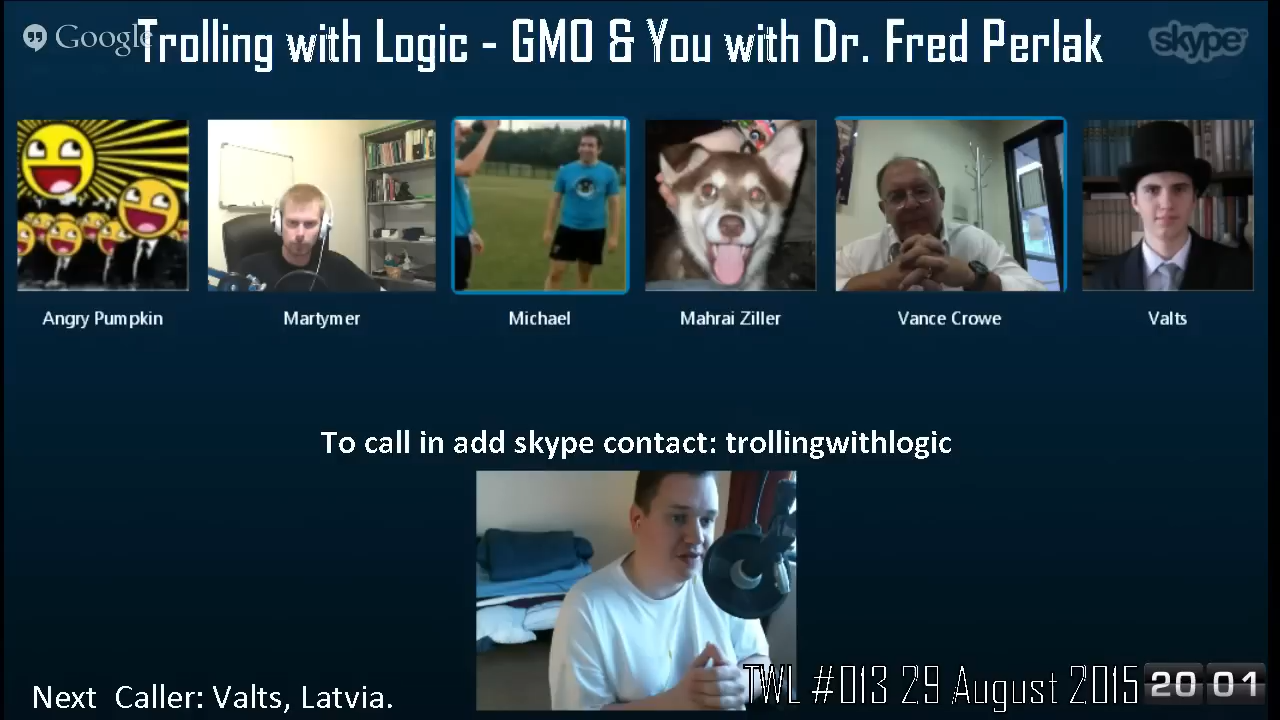 Google
Trolling with Logic - GMO & You with Dr. Fred Perlak
skype
Angry Pumpkin
Martymer
Michael
Mahrai Ziller
Vance Crowe
Valts
To call in add skype contact: trollingwithlogic
Next Caller: Valts, Latvia.
TWL #013 29 August 2015 20 01